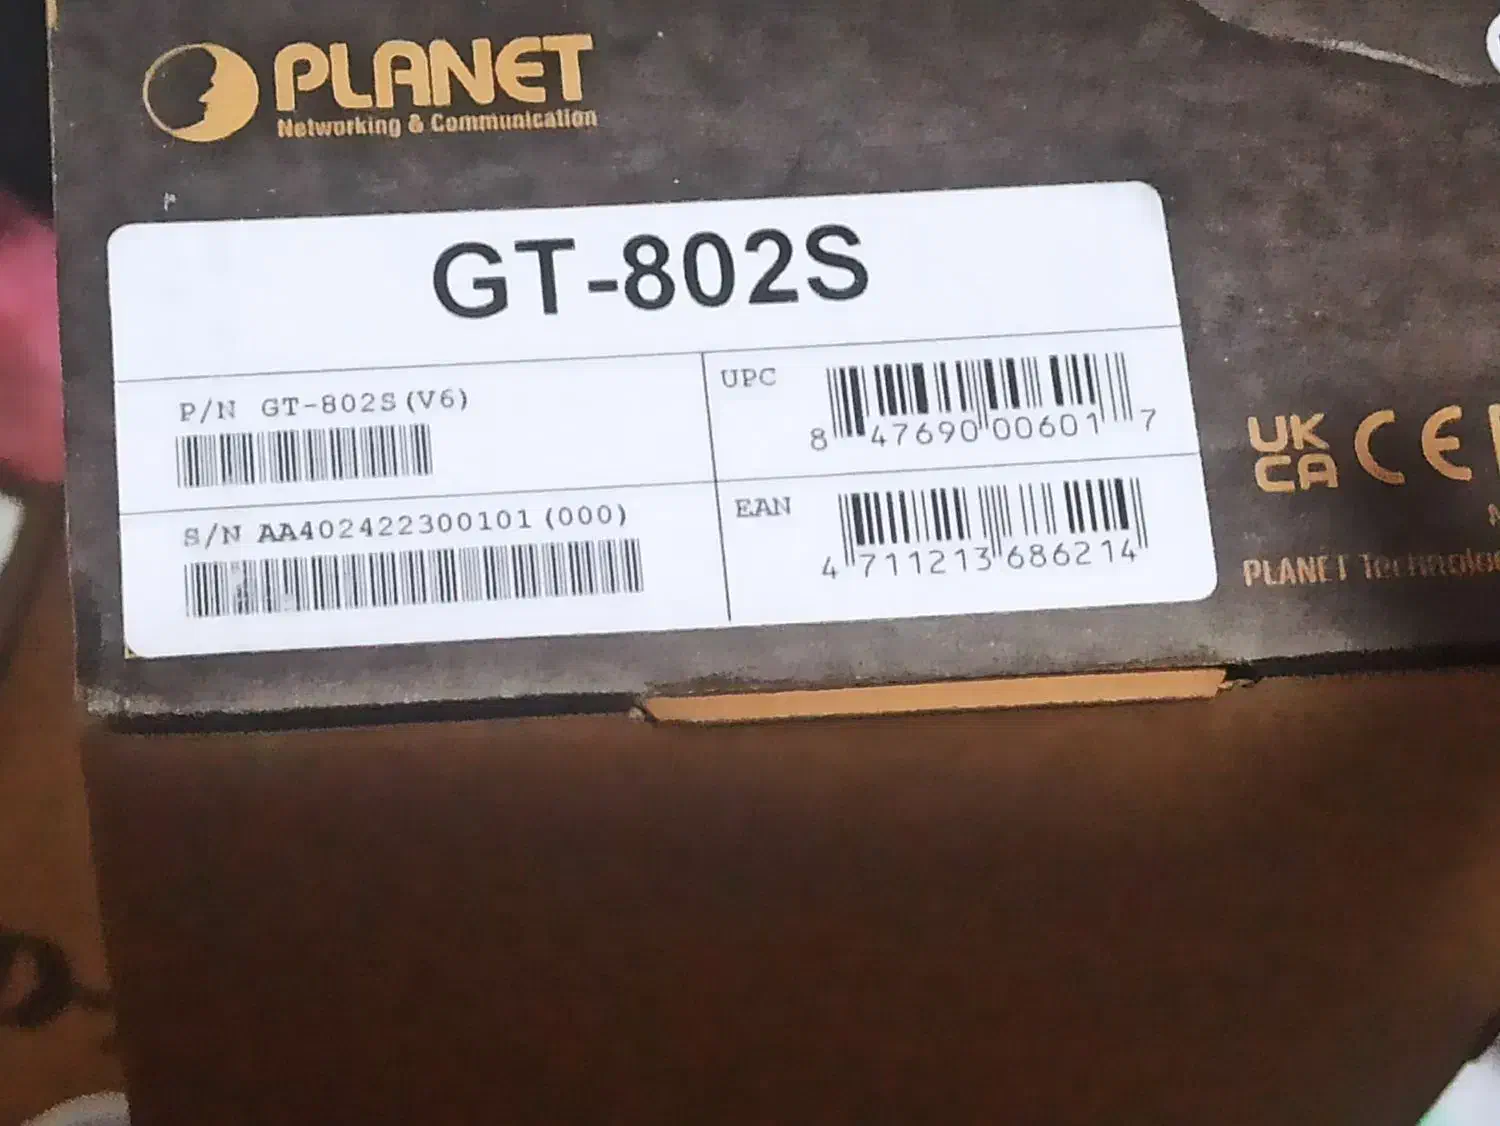 PLANET
Networking & Communication
GT-802S
P/N GT-802S(V6)
UPC
8 47690 00601 7
S/N AA402422300101(000)
EAN
4 711213 686214
UK
CA CE
PLANET